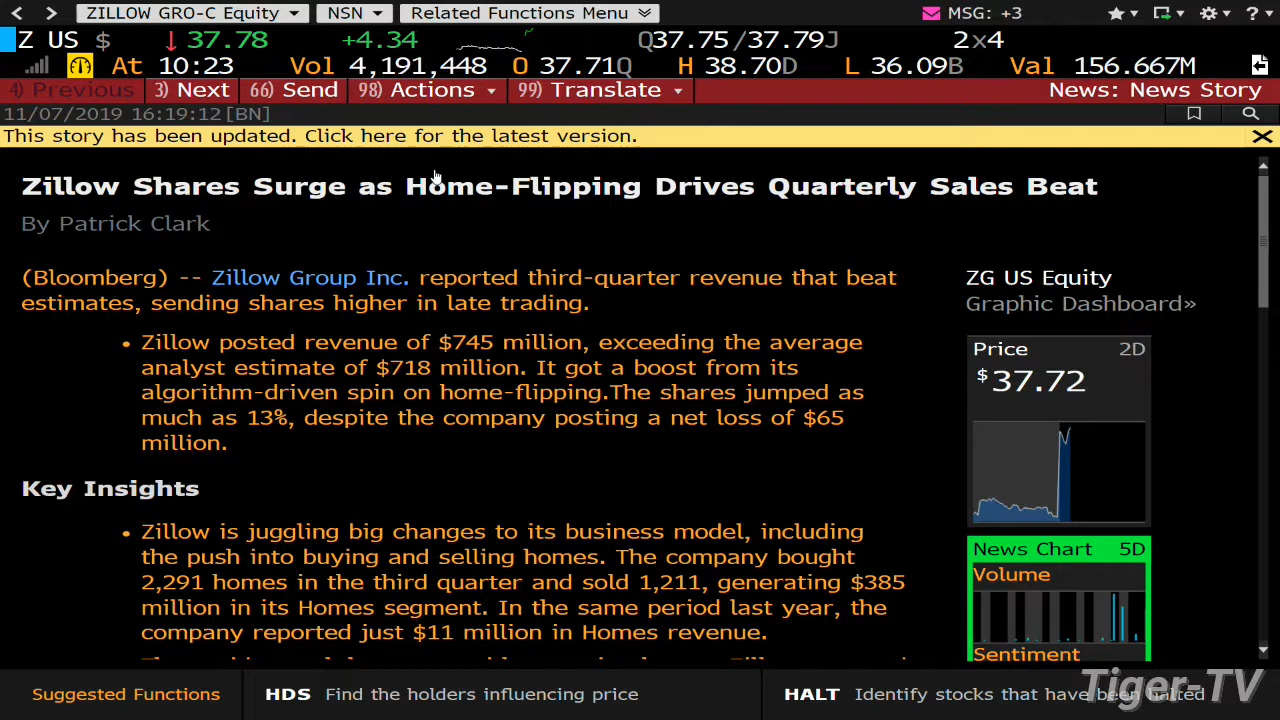 < > ZILLOW GRO-C Equity NSN Related Functions Menu MSG: +3 ?
Z US $ ↓ 37.78 +4.34 Q37.75/37.79J 2x4
At 10:23 Vol 4,191,448 O 37.71Q H 38.70D L 36.09B Val 156.667M
4) Previous 3) Next 66) Send 98) Actions 99) Translate News: News Story
11/07/2019 16:19:12[BN]
This story has been updated. Click here for the latest version.
Zillow Shares Surge as Home-Flipping Drives Quarterly Sales Beat
By Patrick Clark
(Bloomberg) -- Zillow Group Inc. reported third-quarter revenue that beat
estimates, sending shares higher in late trading.
• Zillow posted revenue of $745 million, exceeding the average
analyst estimate of $718 million. It got a boost from its
algorithm-driven spin on home-flipping.The shares jumped as
much as 13%, despite the company posting a net loss of $65
million.
Key Insights
• Zillow is juggling big changes to its business model, including
the push into buying and selling homes. The company bought
2,291 homes in the third quarter and sold 1,211, generating $385
million in its Homes segment. In the same period last year, the
company reported just $11 million in Homes revenue.
ZG US Equity
Graphic Dashboard»
Price 2D
$37.72
News Chart 5D
Volume
Sentiment
Suggested Functions HDS Find the holders influencing price HALT Identify stocks that have been halted
Tiger-TV